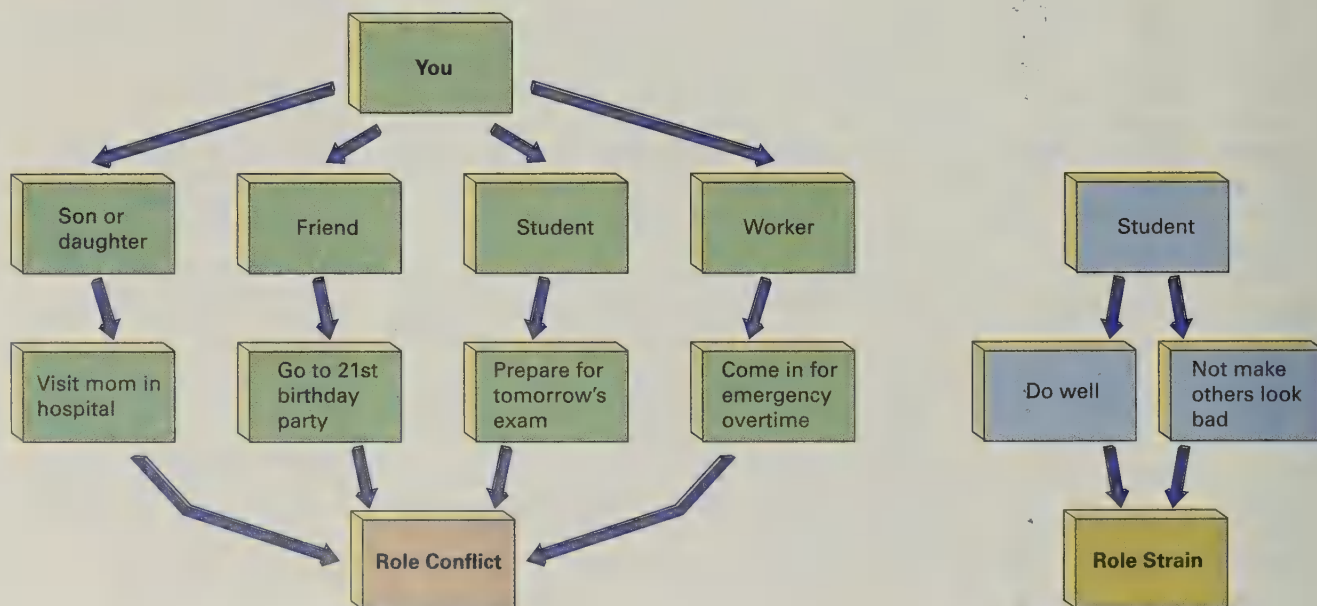 You
Son or
daughter
Friend
Student
Worker
Student
Visit mom in
hospital
Go to 21st
birthday
party
Prepare for
tomorrow's
exam
Come in for
emergency
overtime
Do well
Not make
others look
bad
Role Conflict
Role Strain